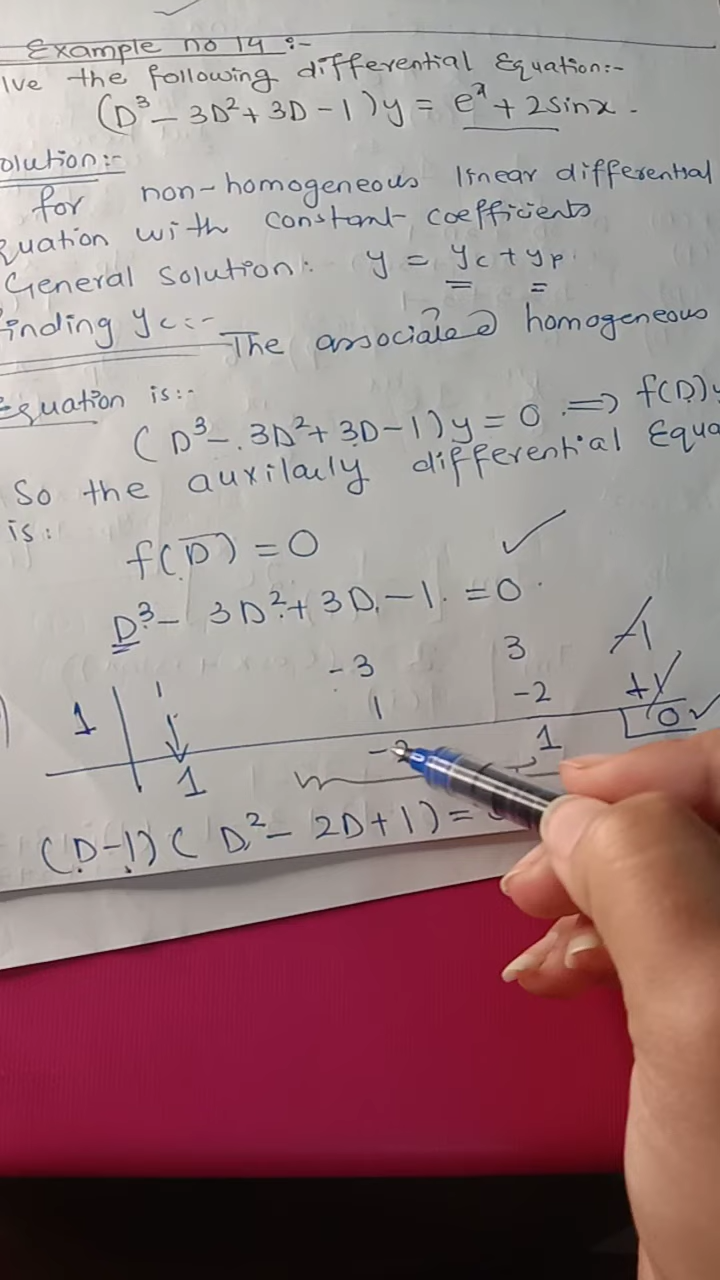 Example no 14 :-
lve the following differential Equation:-
(D³ - 3D² + 3D - 1)y = eˣ + 2sinx.
olution:-
for non-homogeneous linear differential
quation with constant coefficients
General Solution: y = yc + yp
inding yc:- The associated homogeneous
Equation is:-
(D³ - 3D² + 3D - 1)y = 0 ⟹ f(D)y
So the auxilauly differential Equa
is:
f(D) = 0
D³ - 3D² + 3D - 1 = 0
1 | 1 -3 3 -1
↓ 1 -2 +1
1 -2 1 0
(D-1)(D² - 2D + 1) =